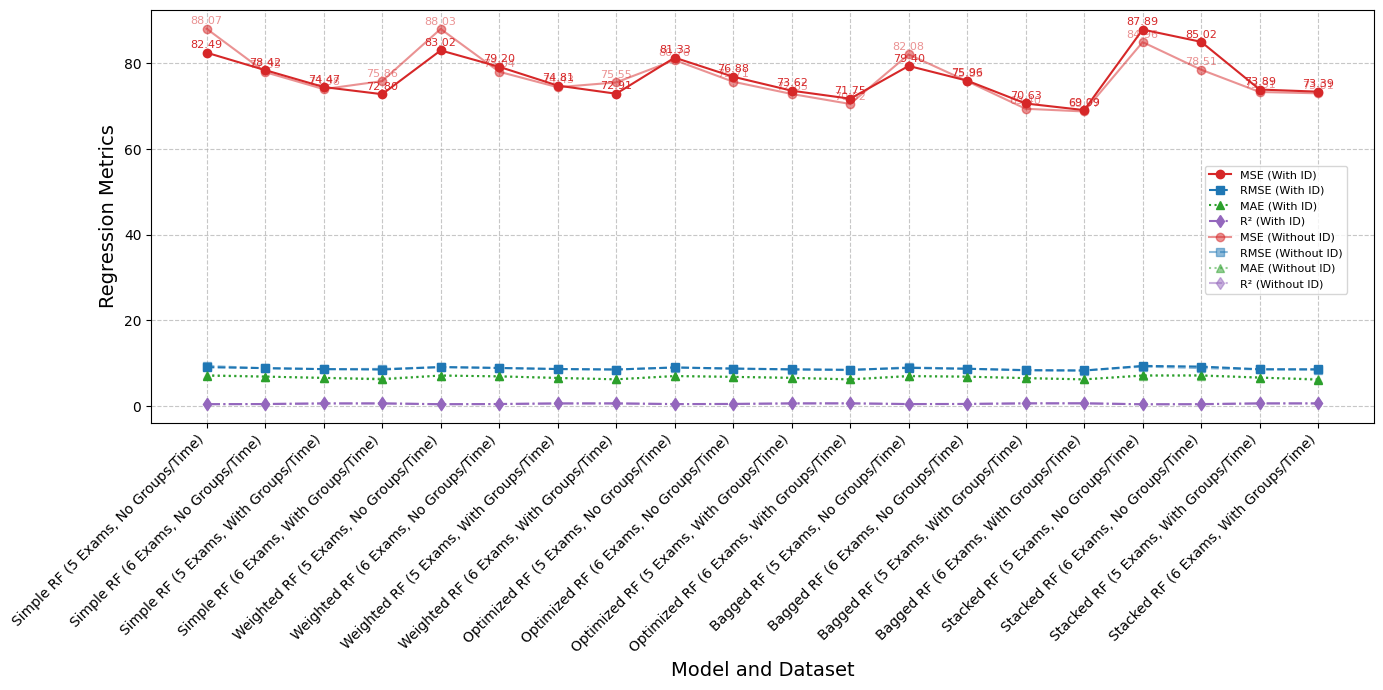 88.07
82.49
78.42
74.47
75.86
72.80
88.03
83.02
79.20
74.81
75.55
72.91
81.33
76.88
73.62
71.75
82.08
79.40
75.96
70.63
69.09
87.89
85.02
78.51
73.89
73.39
80
60
40
20
0
Regression Metrics
MSE (With ID)
RMSE (With ID)
MAE (With ID)
R² (With ID)
MSE (Without ID)
RMSE (Without ID)
MAE (Without ID)
R² (Without ID)
Simple RF (5 Exams, No Groups/Time)
Simple RF (6 Exams, No Groups/Time)
Simple RF (5 Exams, With Groups/Time)
Simple RF (6 Exams, With Groups/Time)
Weighted RF (5 Exams, No Groups/Time)
Weighted RF (6 Exams, No Groups/Time)
Weighted RF (5 Exams, With Groups/Time)
Weighted RF (6 Exams, With Groups/Time)
Optimized RF (5 Exams, No Groups/Time)
Optimized RF (6 Exams, No Groups/Time)
Optimized RF (5 Exams, With Groups/Time)
Optimized RF (6 Exams, With Groups/Time)
Bagged RF (5 Exams, No Groups/Time)
Bagged RF (6 Exams, No Groups/Time)
Bagged RF (5 Exams, With Groups/Time)
Bagged RF (6 Exams, With Groups/Time)
Stacked RF (5 Exams, No Groups/Time)
Stacked RF (6 Exams, No Groups/Time)
Stacked RF (5 Exams, With Groups/Time)
Stacked RF (6 Exams, With Groups/Time)
Model and Dataset